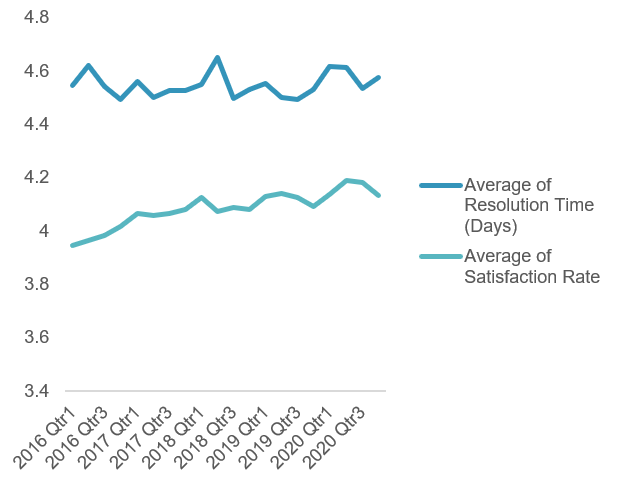 4.8
4.6
4.4
4.2
4
3.8
3.6
3.4
2016 Qtr1
2016 Qtr3
2017 Qtr1
2017 Qtr3
2018 Qtr1
2018 Qtr3
2019 Qtr1
2019 Qtr3
2020 Qtr1
2020 Qtr3
Average of
Resolution Time
(Days)
Average of
Satisfaction Rate